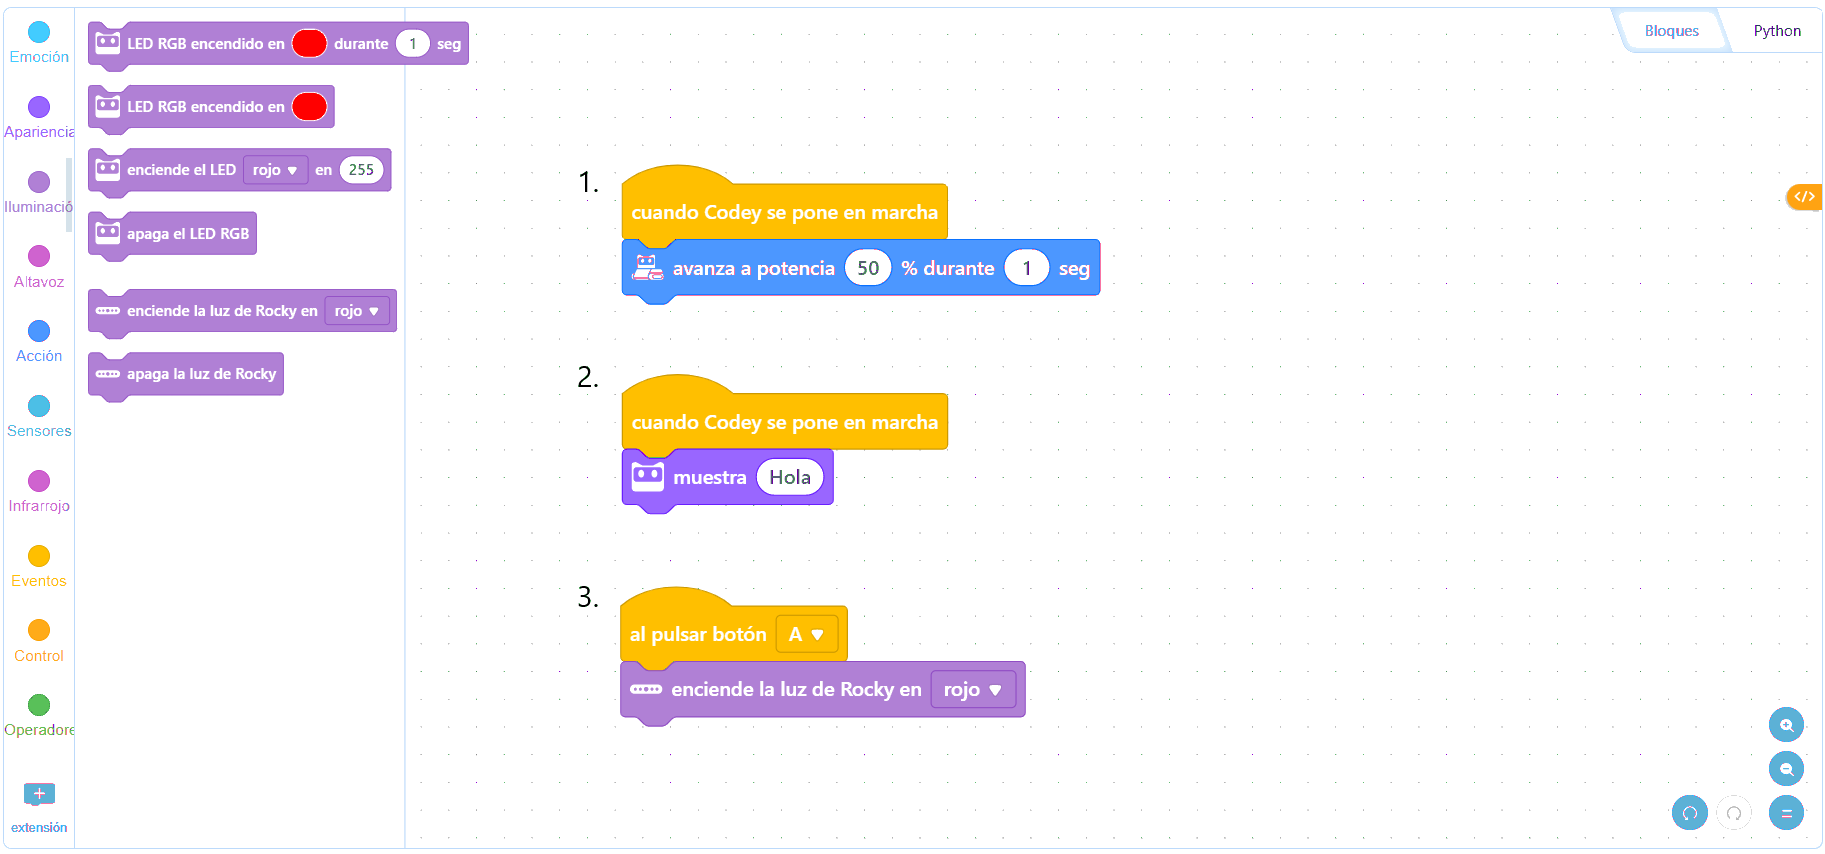 Emoción
Apariencia
Iluminació
Altavoz
Acción
Sensores
Infrarrojo
Eventos
Control
Operadore
extensión
LED RGB encendido en durante 1 seg
LED RGB encendido en
enciende el LED rojo en 255
apaga el LED RGB
enciende la luz de Rocky en rojo
apaga la luz de Rocky
Bloques Python
</>
1.
cuando Codey se pone en marcha
avanza a potencia 50 % durante 1 seg
2.
cuando Codey se pone en marcha
muestra Hola
3.
al pulsar botón A
enciende la luz de Rocky en rojo